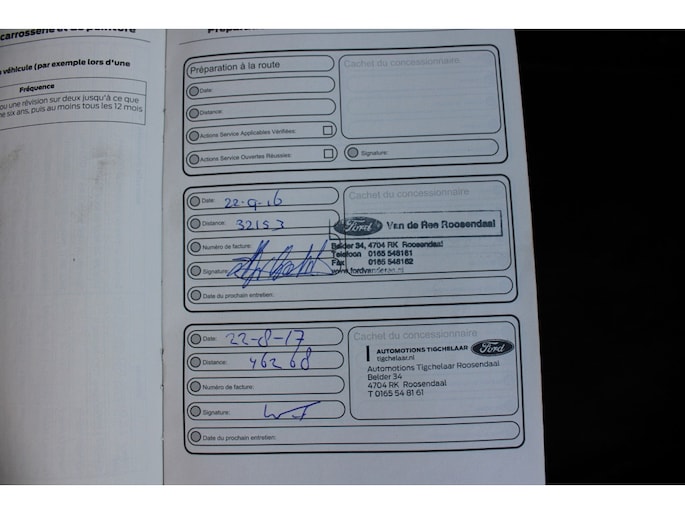 carrosserie et de peinture
véhicule (par exemple lors d'une
Fréquence
ou une révision sur deux jusqu'à ce que
six ans, puis au moins tous les 12 mois
Préparation à la route
Date:
Distance:
Actions Service Applicables Vérifiées:
Actions Service Ouvertes Réussies:
Cachet du concessionnaire
Signature:
Date: 22-9-16
Distance: 32153
Numéro de facture:
Signature:
Date du prochain entretien:
Cachet du concessionnaire
Ford Van de Ree Roosendaal
Belder 34, 4704 RK Roosendaal
Telefoon 0165 548161
Fax 0165 548162
www.fordvanderee.nl
Date: 22-8-17
Distance: 46268
Numéro de facture:
Signature:
Date du prochain entretien:
Cachet du concessionnaire
AUTOMOTIONS TIGCHELAAR Ford
tigchelaar.nl
Automotions Tigchelaar Roosendaal
Belder 34
4704 RK Roosendaal
T 0165 54 81 61